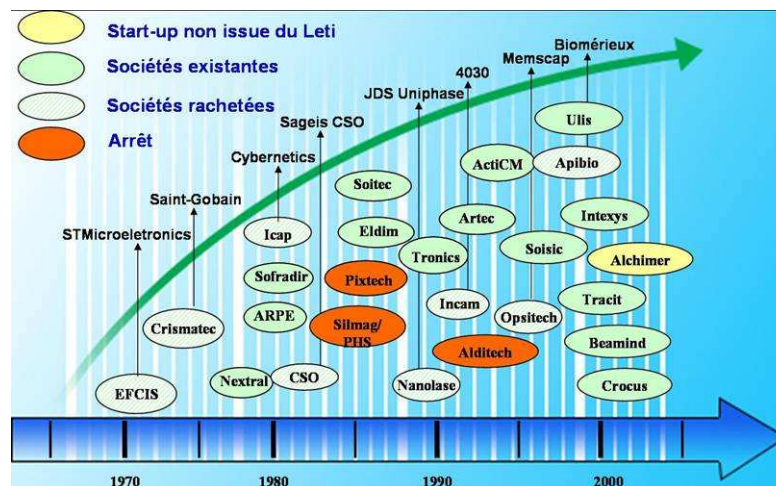 Start-up non issue du Leti
Sociétés existantes
Sociétés rachetées
Arrêt
Biomérieux
Memscap
4030
JDS Uniphase
Sageis CSO
Cybernetics
Saint-Gobain
STMicroeletronics
Ulis
ActiCM
Apibio
Soitec
Icap
Eldim
Artec
Intexys
Tronics
Soisic
Alchimer
Sofradir
Pixtech
Incam
Tracit
Crismatec
ARPE
Silmag/
PHS
Opsitech
Alditech
Beamind
EFCIS
Nextral
CSO
Nanolase
Crocus
1970
1980
1990
2000